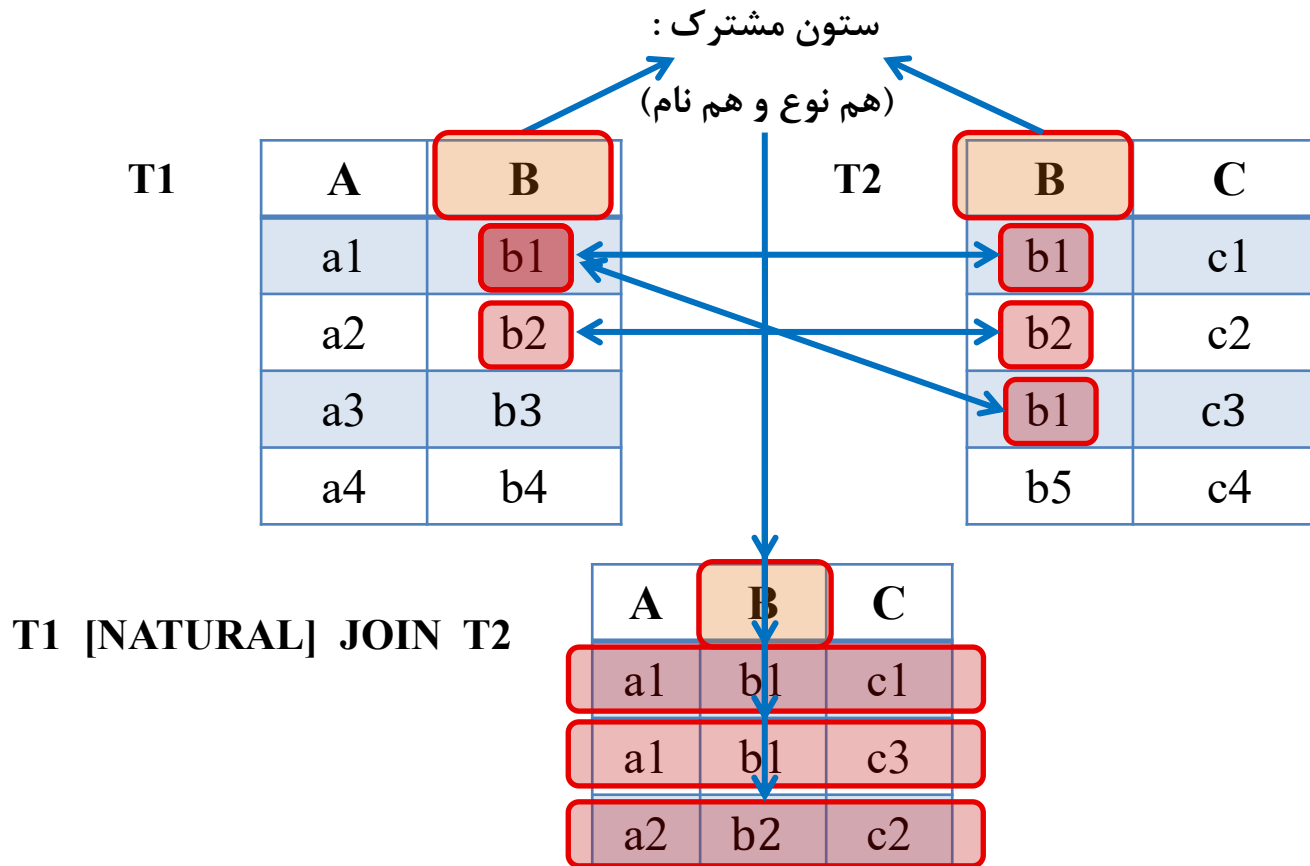 ستون مشترک :
(هم نوع و هم نام)
T1
A B
a1 b1
a2 b2
a3 b3
a4 b4
T2
B C
b1 c1
b2 c2
b1 c3
b5 c4
T1 [NATURAL] JOIN T2
A B C
a1 b1 c1
a1 b1 c3
a2 b2 c2